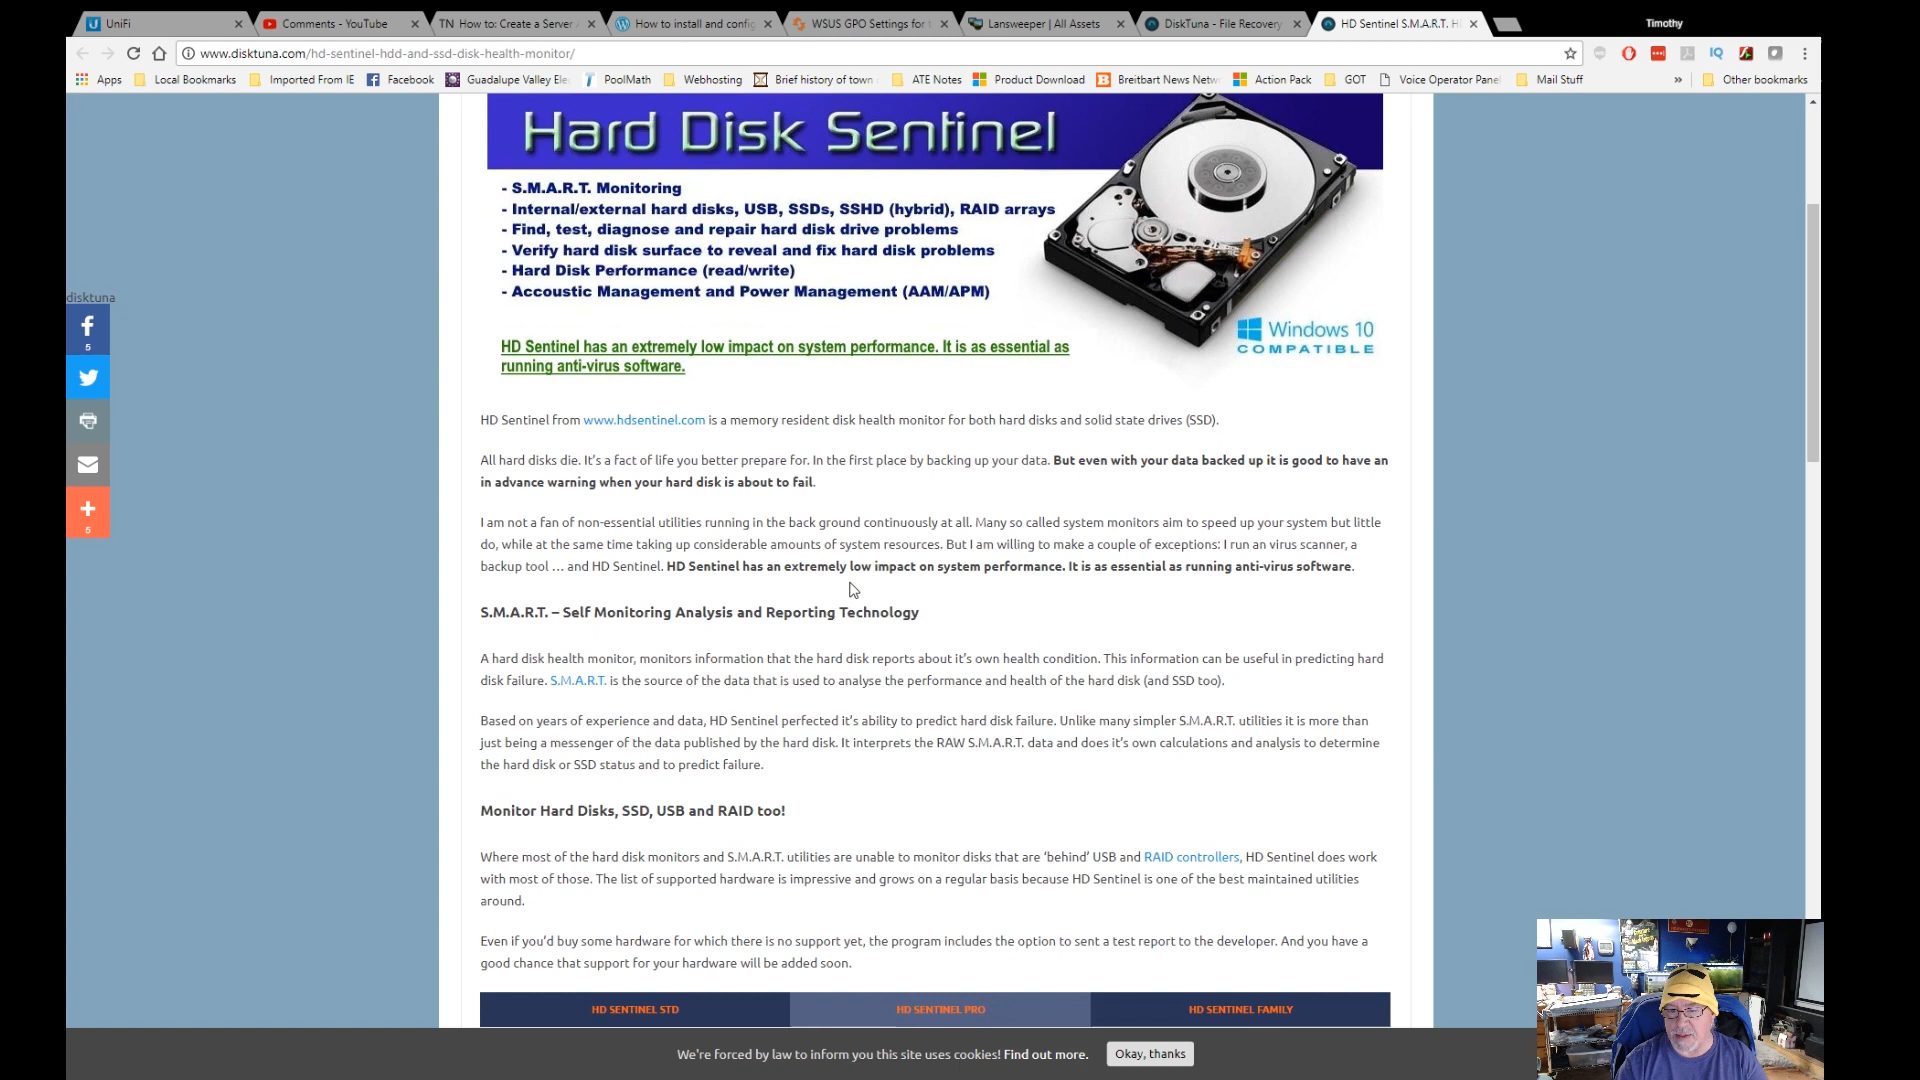 UniFi
Comments - YouTube
TN How to: Create a Server
How to install and config
WSUS GPO Settings for
Lansweeper | All Assets
DiskTuna - File Recovery
HD Sentinel S.M.A.R.T. H
Timothy
www.disktuna.com/hd-sentinel-hdd-and-ssd-disk-health-monitor/
Apps
Local Bookmarks
Imported From IE
Facebook
Guadalupe Valley Ele
PoolMath
Webhosting
Brief history of town
ATE Notes
Product Download
Breitbart News Netw
Action Pack
GOT
Voice Operator Pane
Mail Stuff
»
Other bookmarks
Hard Disk Sentinel
- S.M.A.R.T. Monitoring
- Internal/external hard disks, USB, SSDs, SSHD (hybrid), RAID arrays
- Find, test, diagnose and repair hard disk drive problems
- Verify hard disk surface to reveal and fix hard disk problems
- Hard Disk Performance (read/write)
- Accoustic Management and Power Management (AAM/APM)
Windows 10
COMPATIBLE
HD Sentinel has an extremely low impact on system performance. It is as essential as
running anti-virus software.
disktuna
5
5
HD Sentinel from www.hdsentinel.com is a memory resident disk health monitor for both hard disks and solid state drives (SSD).
All hard disks die. It's a fact of life you better prepare for. In the first place by backing up your data. But even with your data backed up it is good to have an
in advance warning when your hard disk is about to fail.
I am not a fan of non-essential utilities running in the back ground continuously at all. Many so called system monitors aim to speed up your system but little
do, while at the same time taking up considerable amounts of system resources. But I am willing to make a couple of exceptions: I run an virus scanner, a
backup tool … and HD Sentinel. HD Sentinel has an extremely low impact on system performance. It is as essential as running anti-virus software.
S.M.A.R.T. – Self Monitoring Analysis and Reporting Technology
A hard disk health monitor, monitors information that the hard disk reports about it's own health condition. This information can be useful in predicting hard
disk failure. S.M.A.R.T. is the source of the data that is used to analyse the performance and health of the hard disk (and SSD too).
Based on years of experience and data, HD Sentinel perfected it's ability to predict hard disk failure. Unlike many simpler S.M.A.R.T. utilities it is more than
just being a messenger of the data published by the hard disk. It interprets the RAW S.M.A.R.T. data and does it's own calculations and analysis to determine
the hard disk or SSD status and to predict failure.
Monitor Hard Disks, SSD, USB and RAID too!
Where most of the hard disk monitors and S.M.A.R.T. utilities are unable to monitor disks that are 'behind' USB and RAID controllers, HD Sentinel does work
with most of those. The list of supported hardware is impressive and grows on a regular basis because HD Sentinel is one of the best maintained utilities
around.
Even if you'd buy some hardware for which there is no support yet, the program includes the option to sent a test report to the developer. And you have a
good chance that support for your hardware will be added soon.
HD SENTINEL STD
HD SENTINEL PRO
HD SENTINEL FAMILY
We're forced by law to inform you this site uses cookies! Find out more.
Okay, thanks